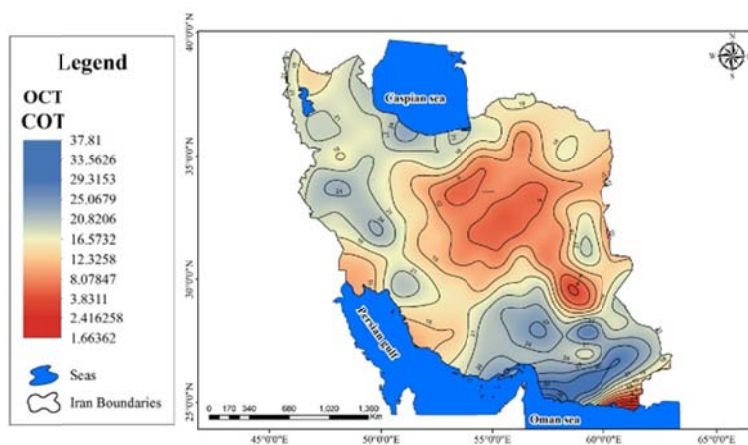 Legend
OCT
COT
37.81
33.5626
29.3153
25.0679
20.8206
16.5732
12.3258
8.07847
3.8311
2.416258
1.66362
Seas
Iran Boundaries
40°0'0"N
35°0'0"N
30°0'0"N
25°0'0"N
N
W
E
S
Caspian sea
Persian gulf
Oman sea
0 170 340 680 1,020 1,360
Km
45°0'0"E 50°0'0"E 55°0'0"E 60°0'0"E 65°0'0"E